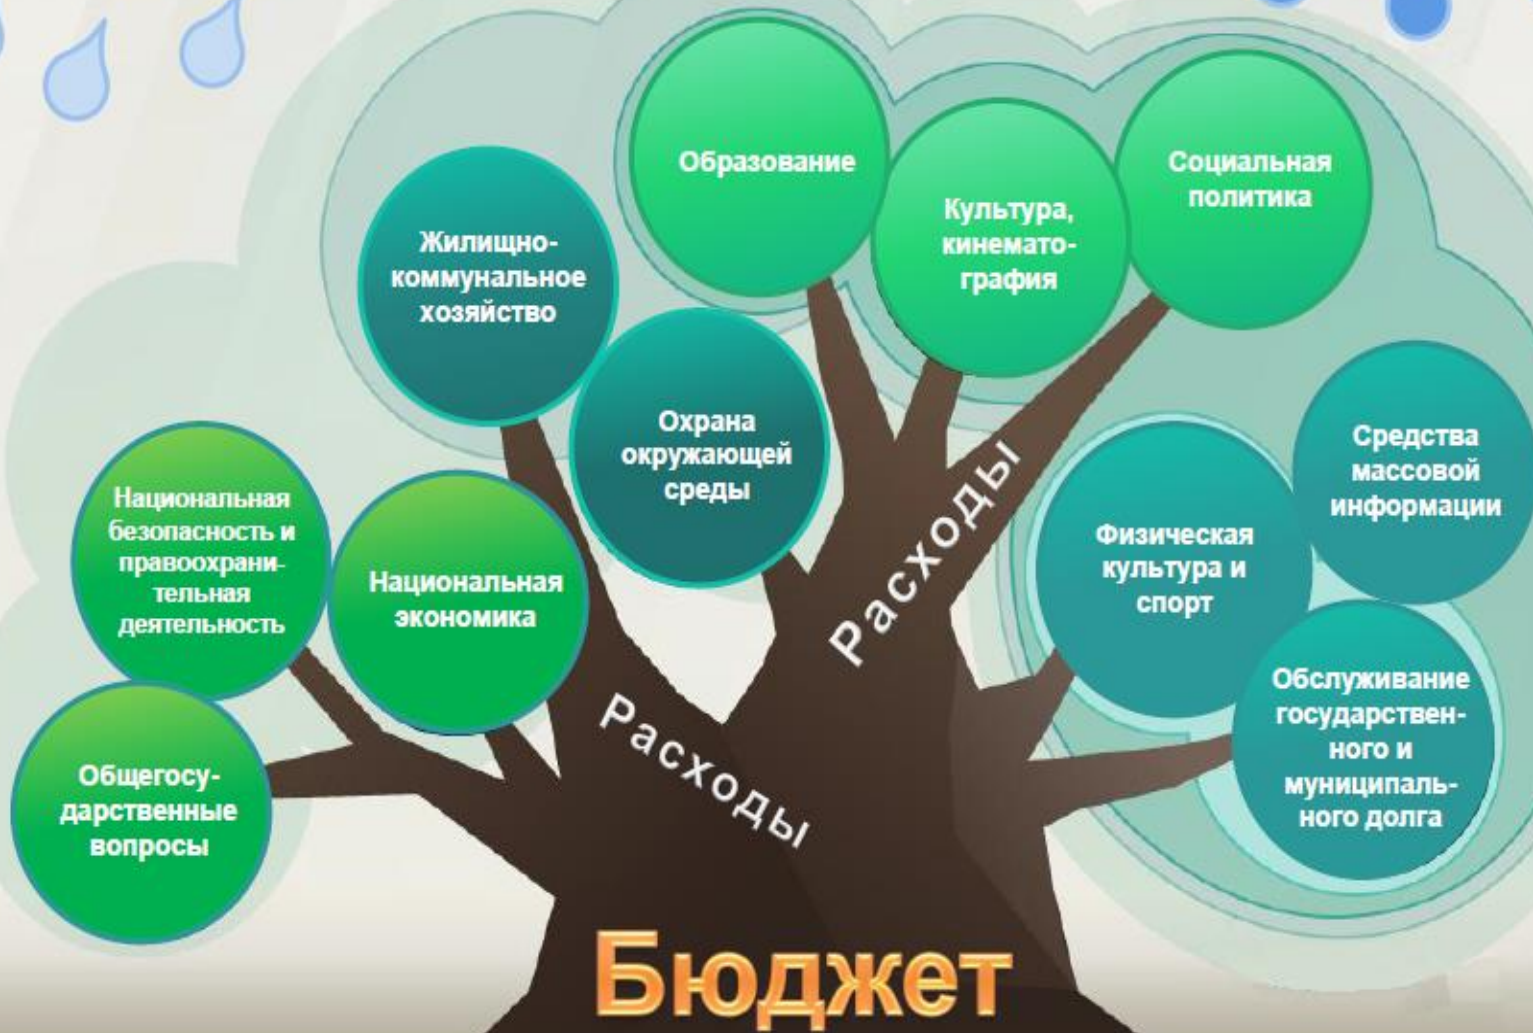 Образование
Культура,
кинемато-
графия
Социальная
политика
Жилищно-
коммунальное
хозяйство
Охрана
окружающей
среды
Национальная
безопасность и
правоохрани-
тельная
деятельность
Национальная
экономика
Общегосу-
дарственные
вопросы
Средства
массовой
информации
Физическая
культура и
спорт
Обслуживание
государствен-
ного и
муниципаль-
ного долга
Расходы
Расходы
Бюджет